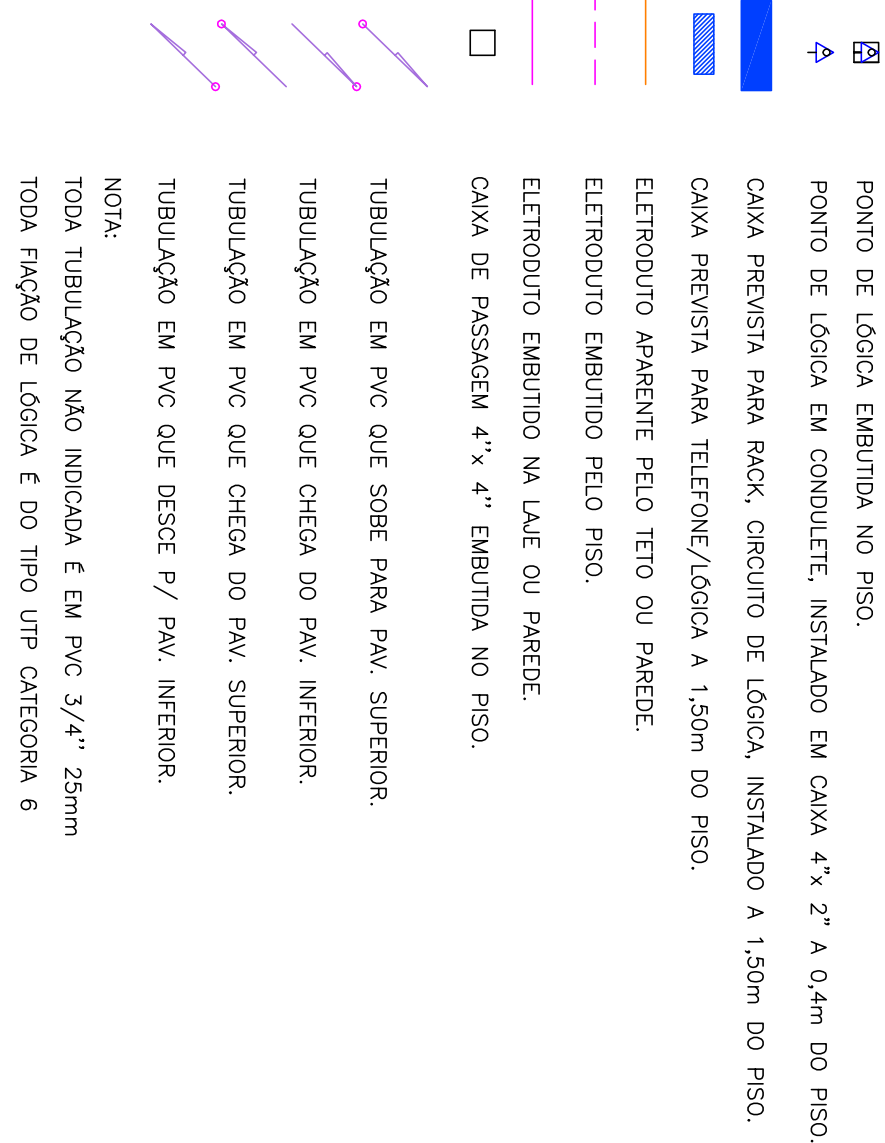 PONTO DE LÓGICA EMBUTIDA NO PISO.
PONTO DE LÓGICA EM CONDULETE, INSTALADO EM CAIXA 4"x 2" A 0,4m DO PISO.
CAIXA PREVISTA PARA RACK, CIRCUITO DE LÓGICA, INSTALADO A 1,50m DO PISO.
CAIXA PREVISTA PARA TELEFONE/LÓGICA A 1,50m DO PISO.
ELETRODUTO APARENTE PELO TETO OU PAREDE.
ELETRODUTO EMBUTIDO PELO PISO.
ELETRODUTO EMBUTIDO NA LAJE OU PAREDE.
CAIXA DE PASSAGEM 4''x 4'' EMBUTIDA NO PISO.
TUBULAÇÃO EM PVC QUE SOBE PARA PAV. SUPERIOR.
TUBULAÇÃO EM PVC QUE CHEGA DO PAV. INFERIOR.
TUBULAÇÃO EM PVC QUE CHEGA DO PAV. SUPERIOR.
TUBULAÇÃO EM PVC QUE DESCE P/ PAV. INFERIOR.
NOTA:
TODA TUBULAÇÃO NÃO INDICADA É EM PVC 3/4'' 25mm
TODA FIAÇÃO DE LÓGICA É DO TIPO UTP CATEGORIA 6